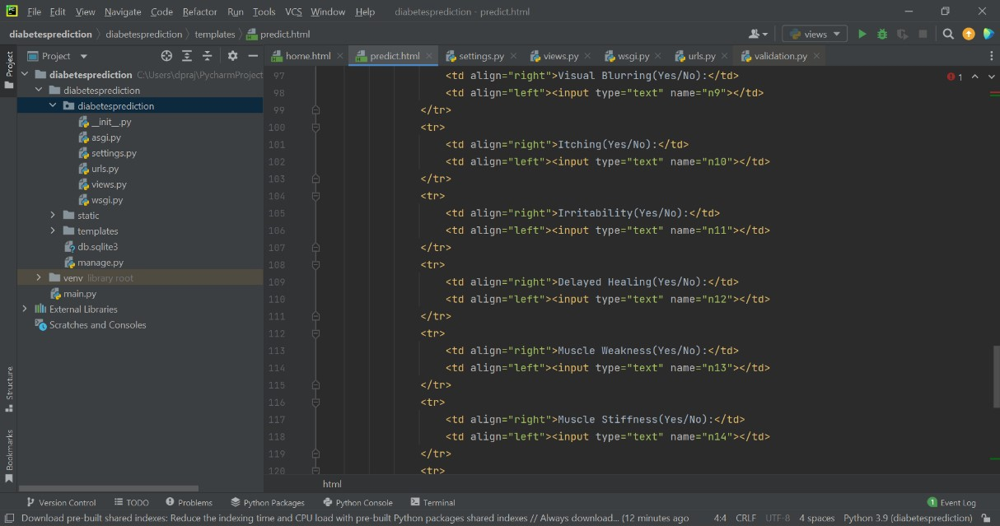 PC File Edit View Navigate Code Refactor Run Tools VCS Window Help diabetesprediction - predict.html
diabetesprediction diabetesprediction templates predict.html views
Project
Project
diabetesprediction C:\Users\dpraj\PycharmProject
diabetesprediction
diabetesprediction
__init__.py
asgi.py
settings.py
urls.py
views.py
wsgi.py
static
templates
db.sqlite3
manage.py
venv library root
main.py
External Libraries
Scratches and Consoles
Structure
Bookmarks
home.html predict.html settings.py views.py wsgi.py urls.py validation.py
1
97 <td align="right">Visual Blurring(Yes/No):</td>
98 <td align="left"><input type="text" name="n9"></td>
99 </tr>
100 <tr>
101 <td align="right">Itching(Yes/No):</td>
102 <td align="left"><input type="text" name="n10"></td>
103 </tr>
104 <tr>
105 <td align="right">Irritability(Yes/No):</td>
106 <td align="left"><input type="text" name="n11"></td>
107 </tr>
108 <tr>
109 <td align="right">Delayed Healing(Yes/No):</td>
110 <td align="left"><input type="text" name="n12"></td>
111 </tr>
112 <tr>
113 <td align="right">Muscle Weakness(Yes/No):</td>
114 <td align="left"><input type="text" name="n13"></td>
115 </tr>
116 <tr>
117 <td align="right">Muscle Stiffness(Yes/No):</td>
118 <td align="left"><input type="text" name="n14"></td>
119 </tr>
120 <tr>
html
Version Control TODO Problems Python Packages Python Console Terminal 1 Event Log
Download pre-built shared indexes: Reduce the indexing time and CPU load with pre-built Python packages shared indexes // Always download... (12 minutes ago 4:4 CRLF UTF-8 4 spaces Python 3.9 (diabetesprediction)